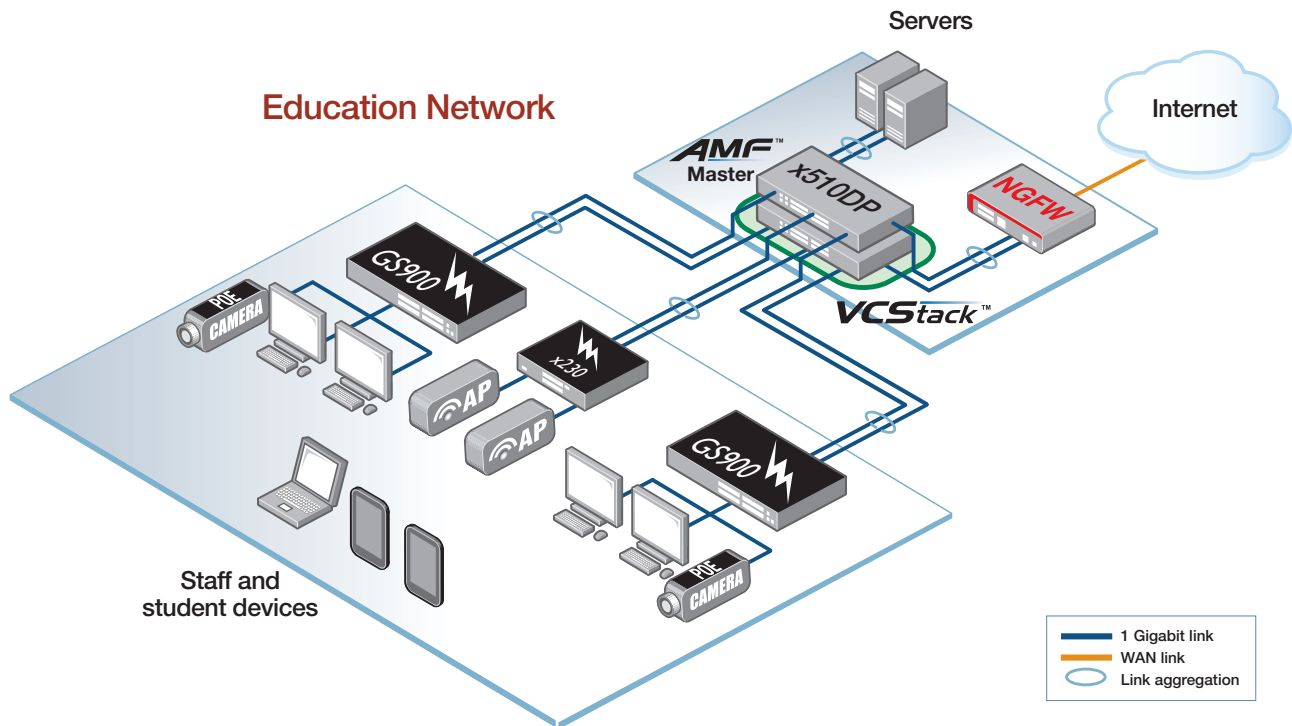 Servers
Education Network
Internet
AMF™
Master
x510DP
NGFW
VCStack™
GS900
POE
CAMERA
x230
AP
AP
GS900
POE
CAMERA
Staff and
student devices
1 Gigabit link
WAN link
Link aggregation